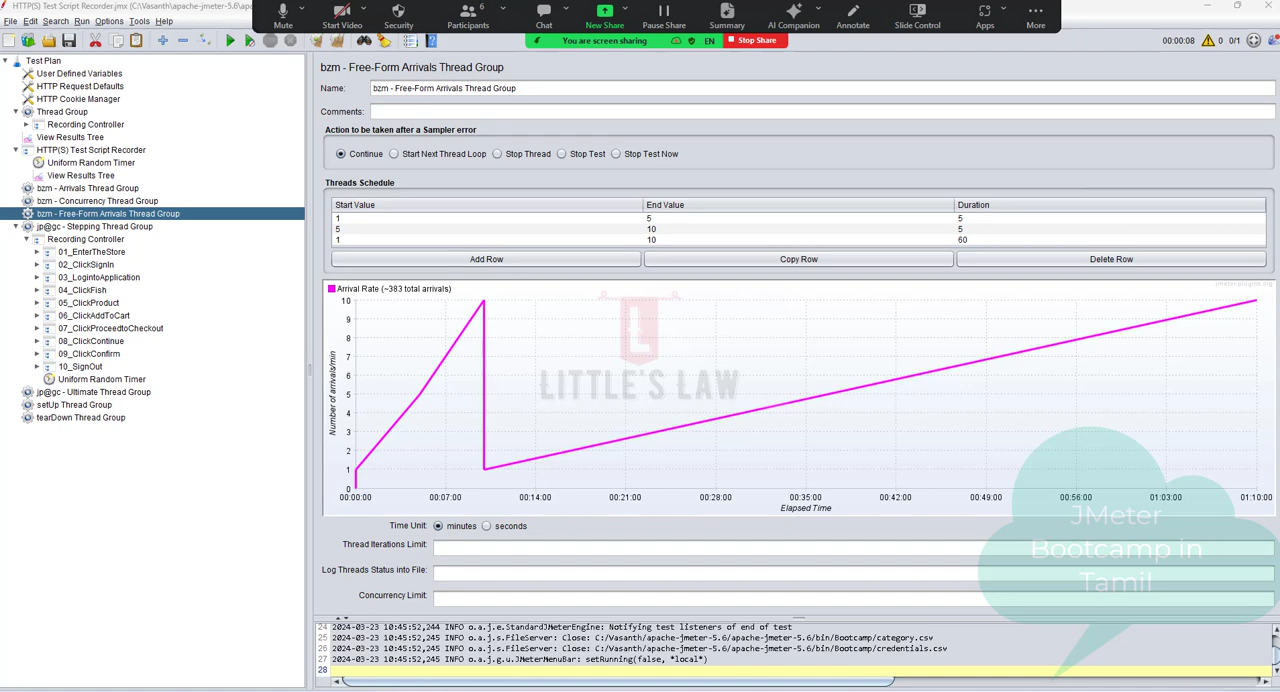 HTTP(S) Test Script Recorder.jmx
C:\Vasanth\apache-jmeter-5.6\apac
File Edit Search Run Options Tools Help
Mute
Start Video
Security
Participants 6
Chat
New Share
Pause Share
Summary
AI Companion
Annotate
Slide Control
Apps
More
You are screen sharing EN Stop Share
00:00:08 0 0/1
Test Plan
User Defined Variables
HTTP Request Defaults
HTTP Cookie Manager
Thread Group
Recording Controller
View Results Tree
HTTP(S) Test Script Recorder
Uniform Random Timer
View Results Tree
bzm - Arrivals Thread Group
bzm - Concurrency Thread Group
bzm - Free-Form Arrivals Thread Group
jp@gc - Stepping Thread Group
Recording Controller
01_EnterTheStore
02_ClickSignIn
03_LogintoApplication
04_ClickFish
05_ClickProduct
06_ClickAddToCart
07_ClickProceedtoCheckout
08_ClickContinue
09_ClickConfirm
10_SignOut
Uniform Random Timer
jp@gc - Ultimate Thread Group
setUp Thread Group
tearDown Thread Group
bzm - Free-Form Arrivals Thread Group
Name: bzm - Free-Form Arrivals Thread Group
Comments:
Action to be taken after a Sampler error
Continue Start Next Thread Loop Stop Thread Stop Test Stop Test Now
Threads Schedule
Start Value End Value Duration
1 5 5
5 10 5
1 10 60
Add Row Copy Row Delete Row
Arrival Rate (~383 total arrivals)
jmeter-plugins.org
10
9
8
7
6
5
4
3
2
1
0
Number of arrivals/min
L
LITTLE'S LAW
00:00:00 00:07:00 00:14:00 00:21:00 00:28:00 00:35:00 00:42:00 00:49:00 00:56:00 01:03:00 01:10:00
Elapsed Time
Time Unit: minutes seconds
Thread Iterations Limit:
Log Threads Status into File:
Concurrency Limit:
JMeter
Bootcamp in
Tamil
24 2024-03-23 10:45:52,244 INFO o.a.j.e.StandardJMeterEngine: Notifying test listeners of end of test
25 2024-03-23 10:45:52,245 INFO o.a.j.s.FileServer: Close: C:/Vasanth/apache-jmeter-5.6/apache-jmeter-5.6/bin/Bootcamp/category.csv
26 2024-03-23 10:45:52,245 INFO o.a.j.s.FileServer: Close: C:/Vasanth/apache-jmeter-5.6/apache-jmeter-5.6/bin/Bootcamp/credentials.csv
27 2024-03-23 10:45:52,245 INFO o.a.j.g.u.JMeterMenuBar: setRunning(false, *local*)
28